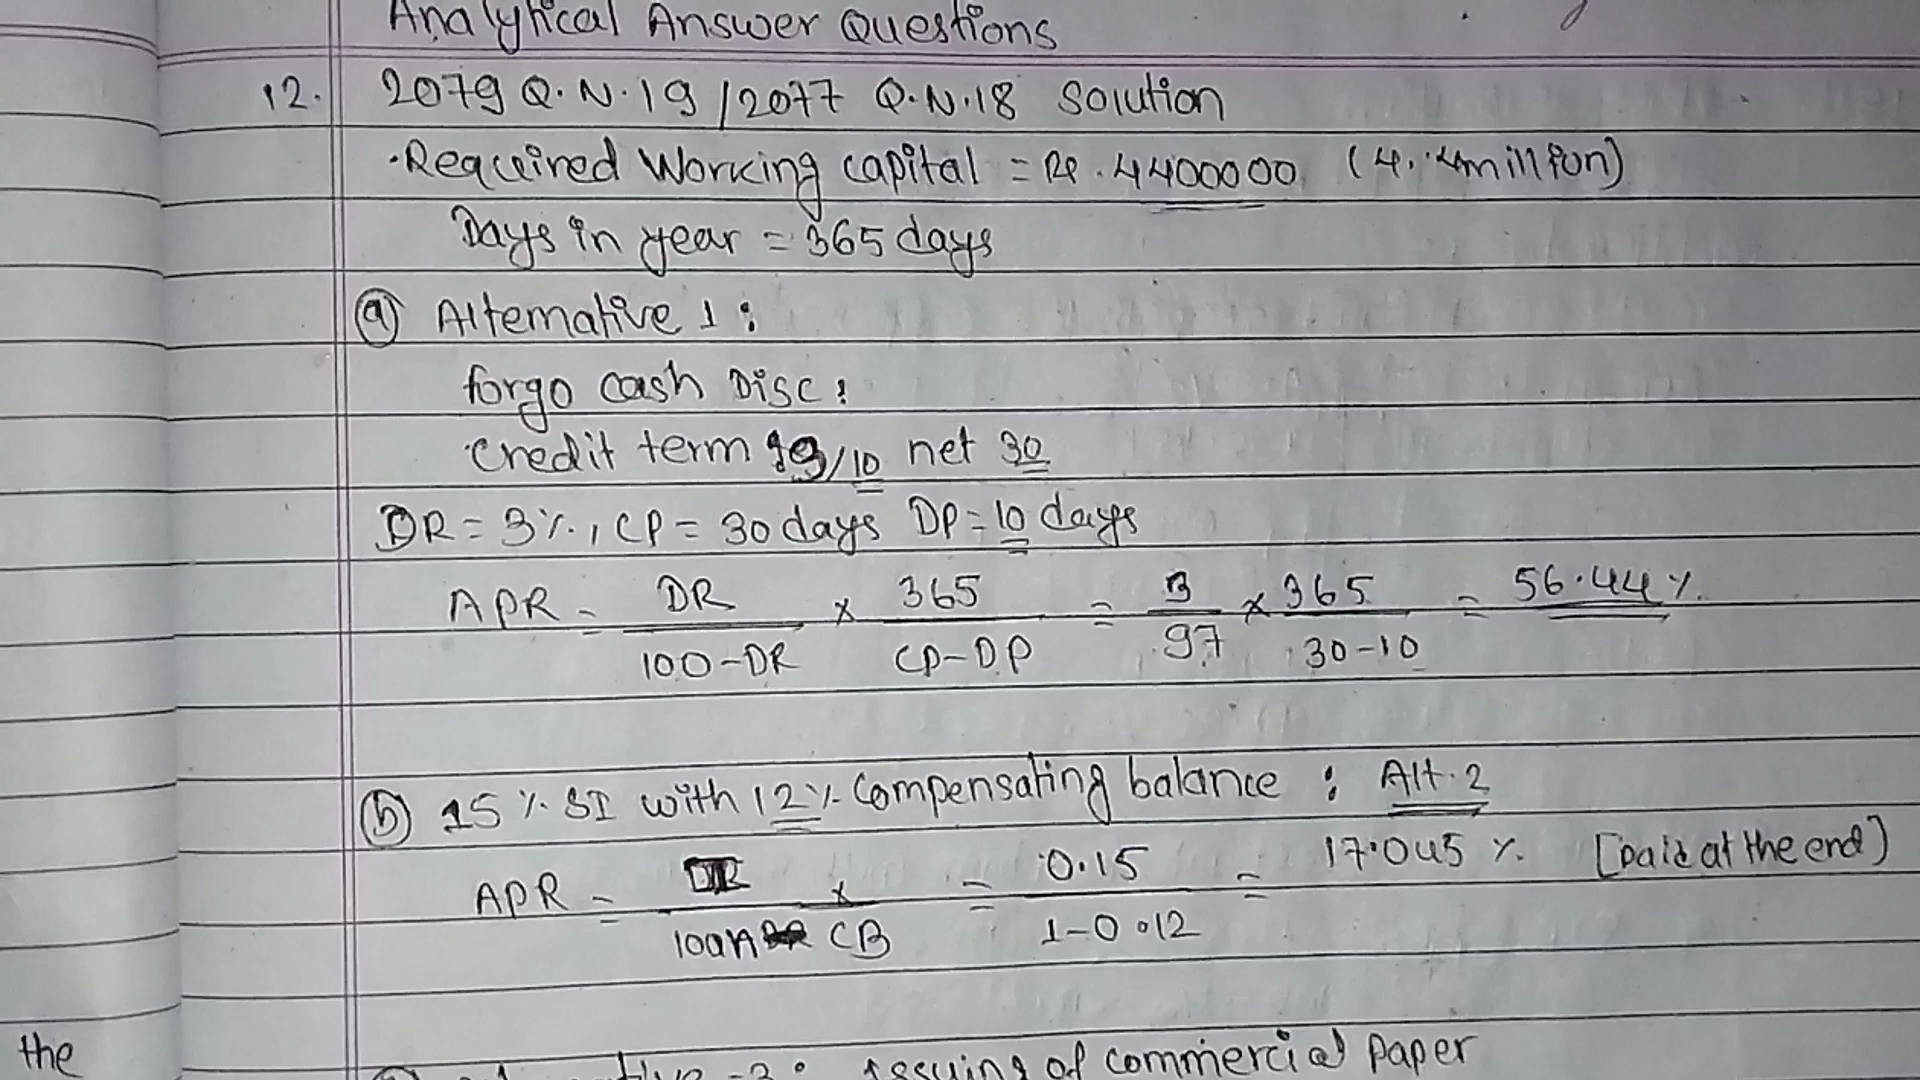 Analytical Answer Questions
12. 2079 Q.N.19 / 2077 Q.N.18 Solution
Required Working capital = Rs. 4400000 (4.4million)
Days in year = 365 days
(a) Alternative 1:
forgo cash Disc:
Credit term 3/10 net 30
DR = 3%, CP = 30 days DP = 10 days
APR = DR / 100-DR x 365 / CP-DP = 3 / 97 x 365 / 30-10 = 56.44%
(b) 15% SI with 12% Compensating balance : Alt. 2
APR = / CB = 0.15 / 1-0.12 = 17.045% [paid at the end]
the
issuing of commercial paper